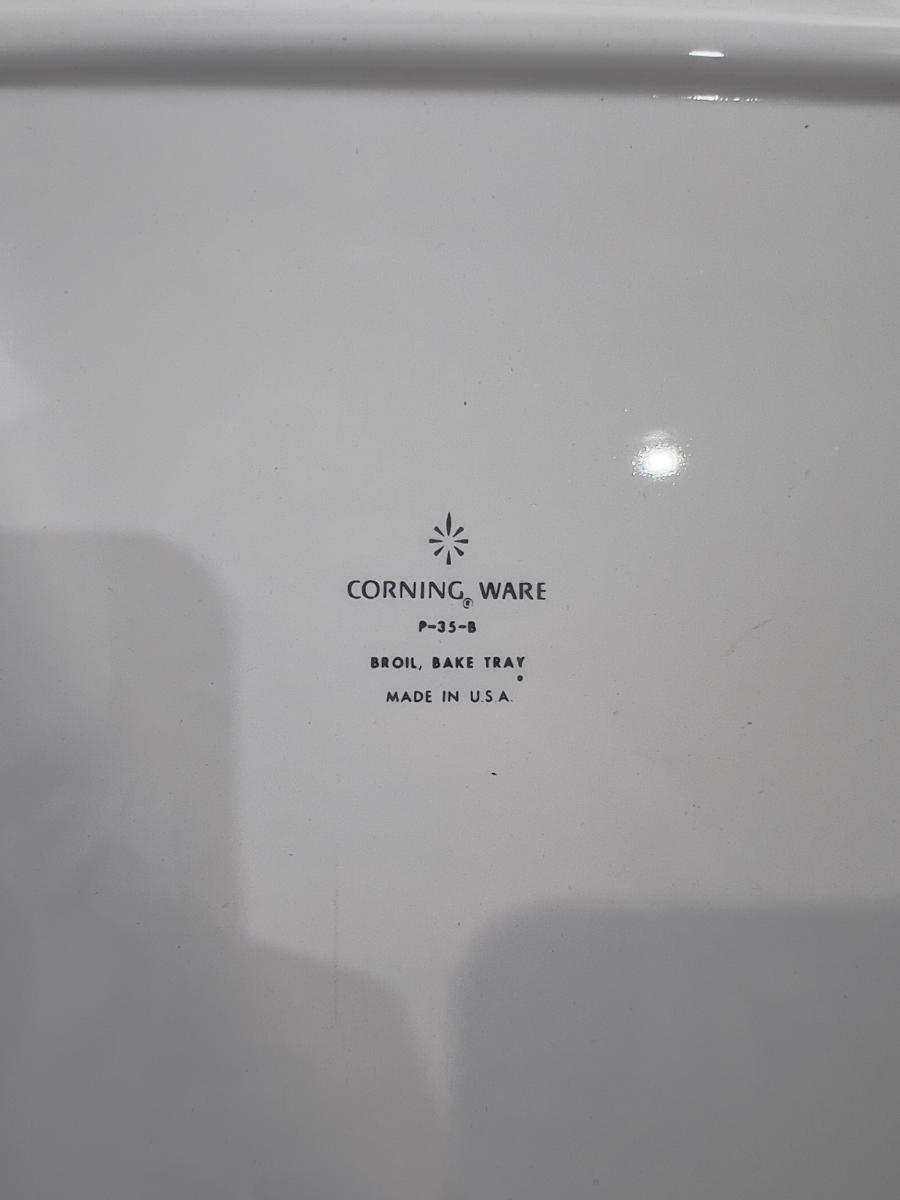 CORNING® WARE
P-35-B
BROIL, BAKE TRAY
MADE IN U.S.A.